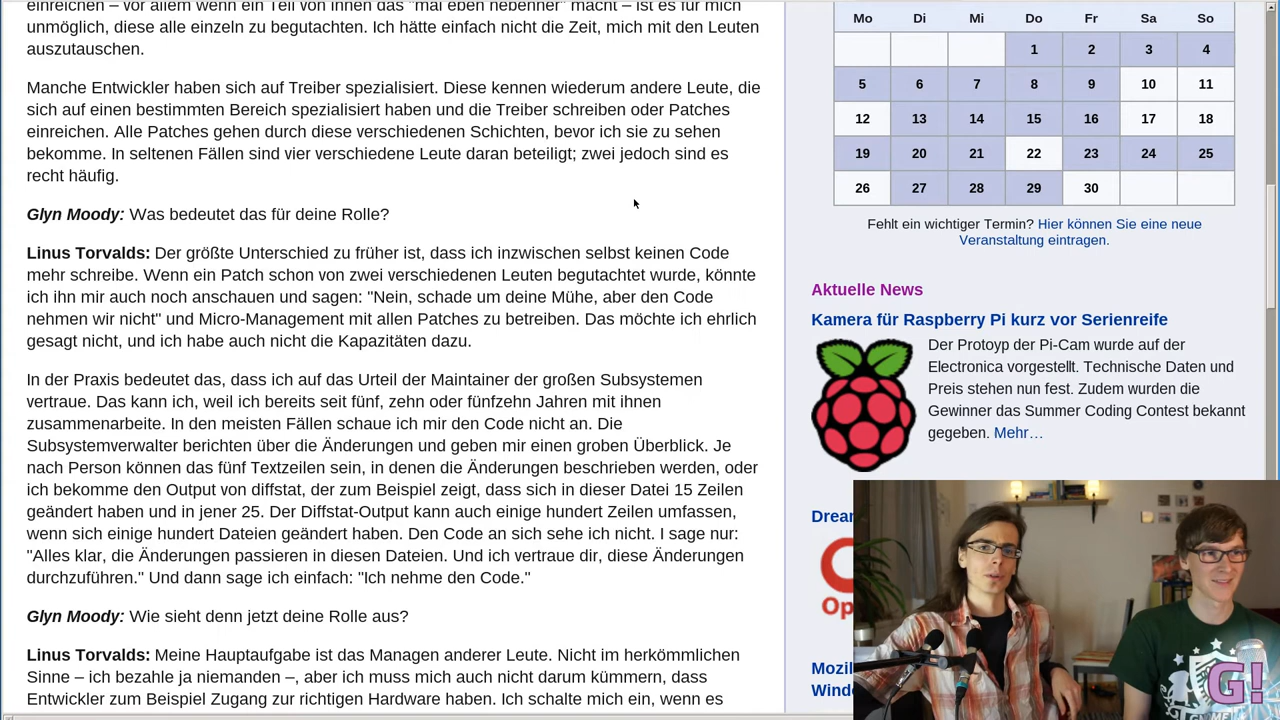 einreichen – vor allem wenn ein Teil von ihnen das "mal eben nebenher" macht – ist es für mich
unmöglich, diese alle einzeln zu begutachten. Ich hätte einfach nicht die Zeit, mich mit den Leuten
auszutauschen.
Manche Entwickler haben sich auf Treiber spezialisiert. Diese kennen wiederum andere Leute, die
sich auf einen bestimmten Bereich spezialisiert haben und die Treiber schreiben oder Patches
einreichen. Alle Patches gehen durch diese verschiedenen Schichten, bevor ich sie zu sehen
bekomme. In seltenen Fällen sind vier verschiedene Leute daran beteiligt; zwei jedoch sind es
recht häufig.
Glyn Moody: Was bedeutet das für deine Rolle?
Linus Torvalds: Der größte Unterschied zu früher ist, dass ich inzwischen selbst keinen Code
mehr schreibe. Wenn ein Patch schon von zwei verschiedenen Leuten begutachtet wurde, könnte
ich ihn mir auch noch anschauen und sagen: "Nein, schade um deine Mühe, aber den Code
nehmen wir nicht" und Micro-Management mit allen Patches zu betreiben. Das möchte ich ehrlich
gesagt nicht, und ich habe auch nicht die Kapazitäten dazu.
In der Praxis bedeutet das, dass ich auf das Urteil der Maintainer der großen Subsystemen
vertraue. Das kann ich, weil ich bereits seit fünf, zehn oder fünfzehn Jahren mit ihnen
zusammenarbeite. In den meisten Fällen schaue ich mir den Code nicht an. Die
Subsystemverwalter berichten über die Änderungen und geben mir einen groben Überblick. Je
nach Person können das fünf Textzeilen sein, in denen die Änderungen beschrieben werden, oder
ich bekomme den Output von diffstat, der zum Beispiel zeigt, dass sich in dieser Datei 15 Zeilen
geändert haben und in jener 25. Der Diffstat-Output kann auch einige hundert Zeilen umfassen,
wenn sich einige hundert Dateien geändert haben. Den Code an sich sehe ich nicht. I sage nur:
"Alles klar, die Änderungen passieren in diesen Dateien. Und ich vertraue dir, diese Änderungen
durchzuführen." Und dann sage ich einfach: "Ich nehme den Code."
Glyn Moody: Wie sieht denn jetzt deine Rolle aus?
Linus Torvalds: Meine Hauptaufgabe ist das Managen anderer Leute. Nicht im herkömmlichen
Sinne – ich bezahle ja niemanden –, aber ich muss mich auch nicht darum kümmern, dass
Entwickler zum Beispiel Zugang zur richtigen Hardware haben. Ich schalte mich ein, wenn es
Mo Di Mi Do Fr Sa So
1 2 3 4
5 6 7 8 9 10 11
12 13 14 15 16 17 18
19 20 21 22 23 24 25
26 27 28 29 30
Fehlt ein wichtiger Termin? Hier können Sie eine neue
Veranstaltung eintragen.
Aktuelle News
Kamera für Raspberry Pi kurz vor Serienreife
Der Protoyp der Pi-Cam wurde auf der
Electronica vorgestellt. Technische Daten und
Preis stehen nun fest. Zudem wurden die
Gewinner das Summer Coding Contest bekannt
gegeben. Mehr…
Drea
Op
Mozil
Wind
G!